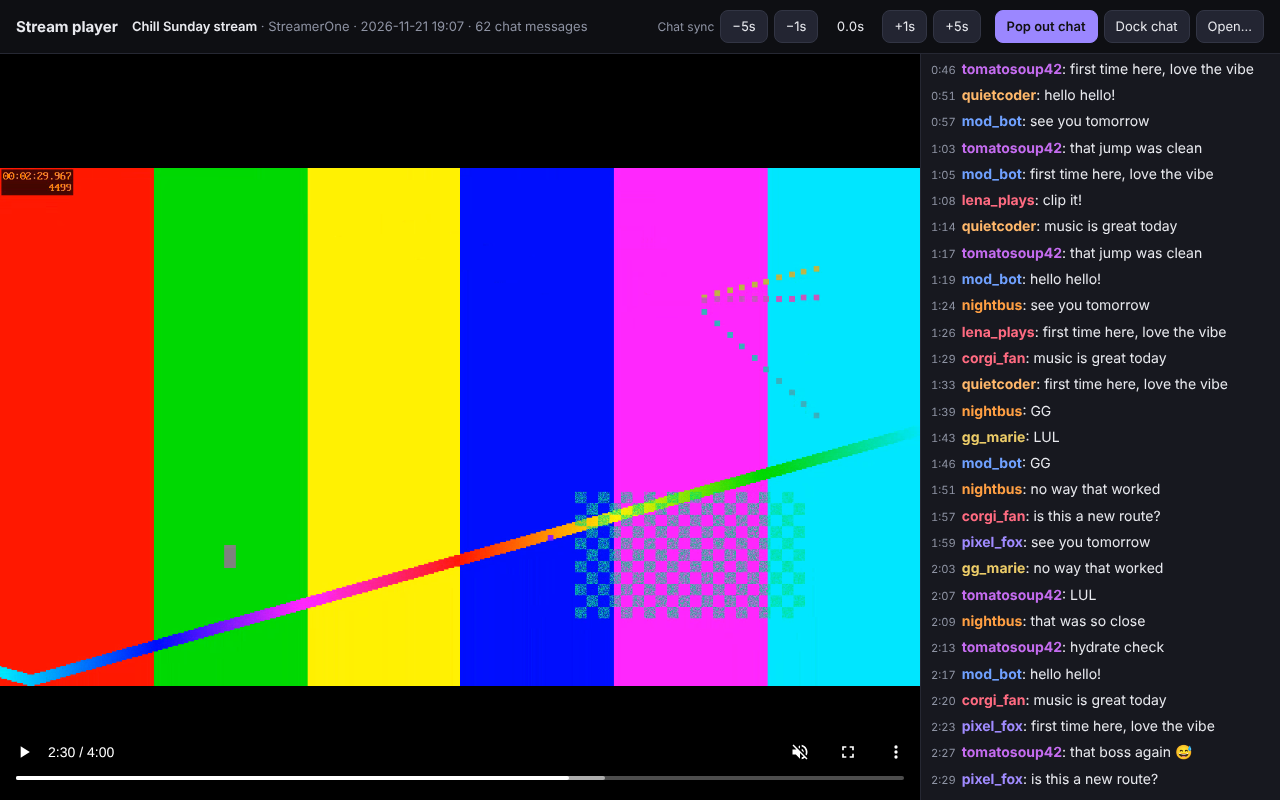 Stream player Chill Sunday stream · StreamerOne · 2026-11-21 19:07 · 62 chat messages Chat sync −5s −1s 0.0s +1s +5s Pop out chat Dock chat Open...
00:02:29.967
4499
0:46 tomatosoup42: first time here, love the vibe
0:51 quietcoder: hello hello!
0:57 mod_bot: see you tomorrow
1:03 tomatosoup42: that jump was clean
1:05 mod_bot: first time here, love the vibe
1:08 lena_plays: clip it!
1:14 quietcoder: music is great today
1:17 tomatosoup42: that jump was clean
1:19 mod_bot: hello hello!
1:24 nightbus: see you tomorrow
1:26 lena_plays: first time here, love the vibe
1:29 corgi_fan: music is great today
1:33 quietcoder: first time here, love the vibe
1:39 nightbus: GG
1:43 gg_marie: LUL
1:46 mod_bot: GG
1:51 nightbus: no way that worked
1:57 corgi_fan: is this a new route?
1:59 pixel_fox: see you tomorrow
2:03 gg_marie: no way that worked
2:07 tomatosoup42: LUL
2:09 nightbus: that was so close
2:13 tomatosoup42: hydrate check
2:17 mod_bot: hello hello!
2:20 corgi_fan: music is great today
2:23 pixel_fox: first time here, love the vibe
2:27 tomatosoup42: that boss again 😅
2:29 pixel_fox: is this a new route?
2:30 / 4:00